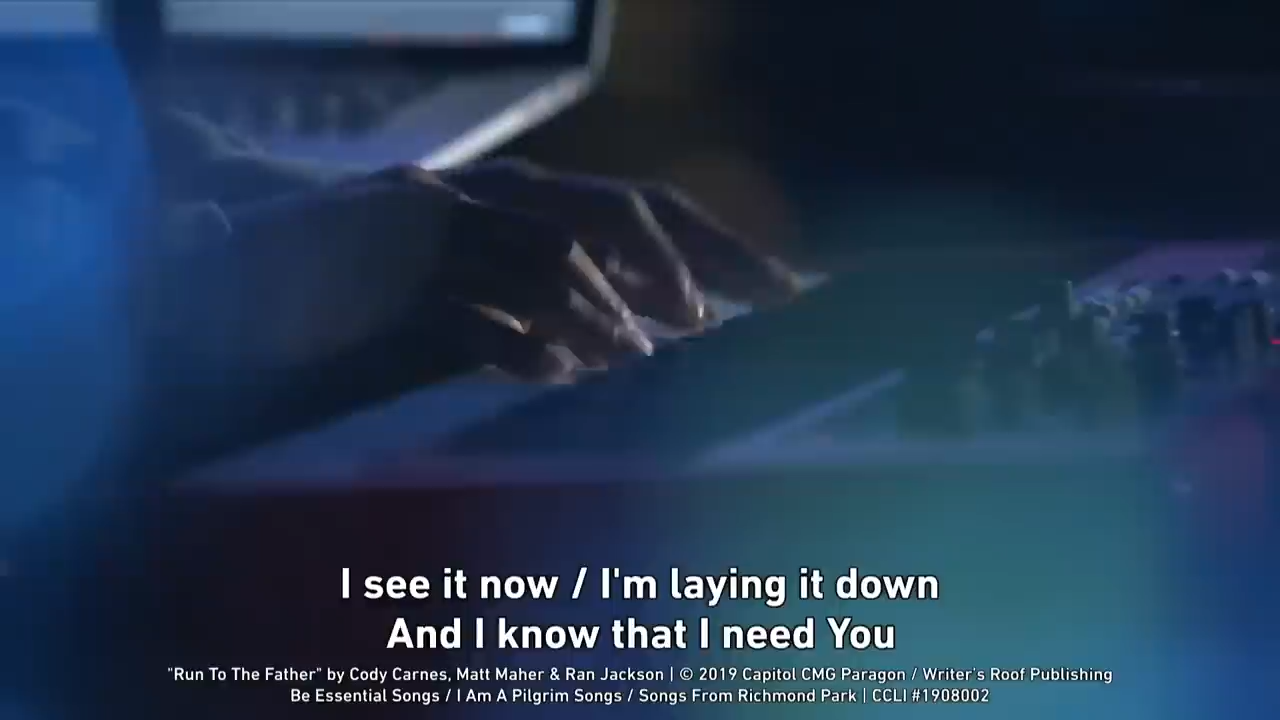 I see it now / I'm laying it down
And I know that I need You
"Run To The Father" by Cody Carnes, Matt Maher & Ran Jackson | © 2019 Capitol CMG Paragon / Writer's Roof Publishing
Be Essential Songs / I Am A Pilgrim Songs / Songs From Richmond Park | CCLI #1908002